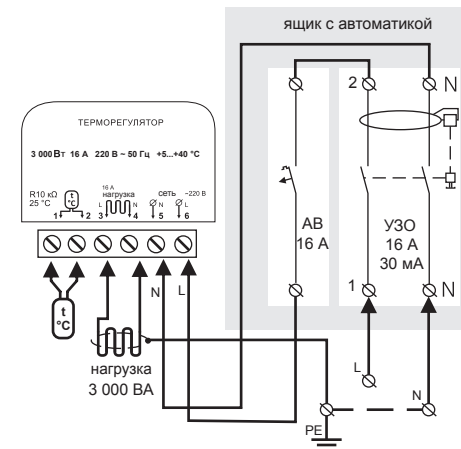 ящик с автоматикой
2 N
ТЕРМОРЕГУЛЯТОР
3 000 Вт 16 А 220 В ~ 50 Гц +5...+40 °С
R10 кΩ
25 °С
t
°C
1 2
16 А
нагрузка
L N
3 4
сеть ~220 В
N L
5 6
АВ
16 А
УЗО
16 А
30 мА
1 N
t
°C
N L
нагрузка
3 000 ВА
L
N
PE